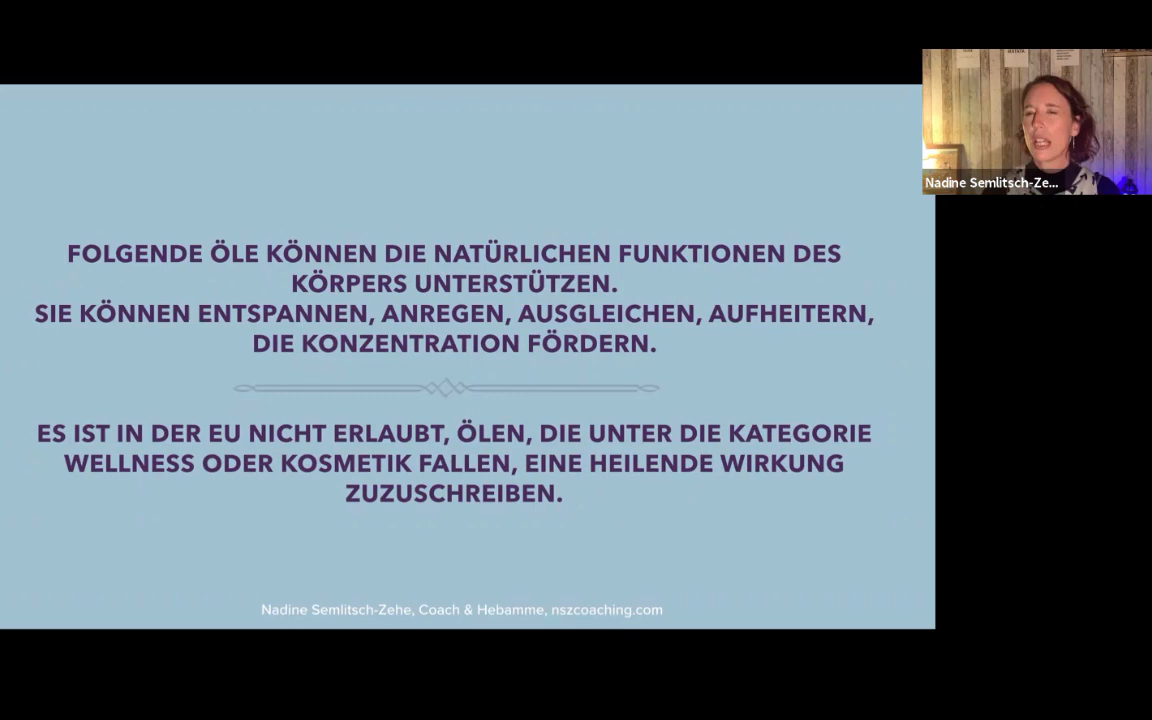 FOLGENDE ÖLE KÖNNEN DIE NATÜRLICHEN FUNKTIONEN DES
KÖRPERS UNTERSTÜTZEN.
SIE KÖNNEN ENTSPANNEN, ANREGEN, AUSGLEICHEN, AUFHEITERN,
DIE KONZENTRATION FÖRDERN.
ES IST IN DER EU NICHT ERLAUBT, ÖLEN, DIE UNTER DIE KATEGORIE
WELLNESS ODER KOSMETIK FALLEN, EINE HEILENDE WIRKUNG
ZUZUSCHREIBEN.
Nadine Semlitsch-Zehe, Coach & Hebamme, nszcoaching.com
Nadine Semlitsch-Ze...